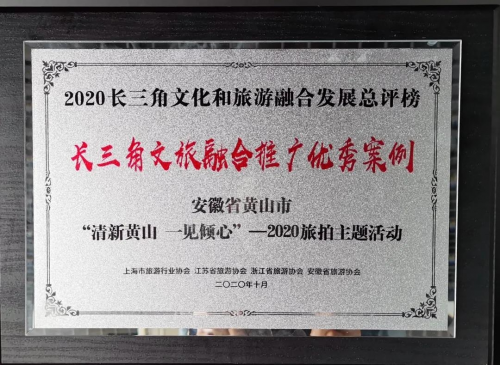 2020长三角文化和旅游融合发展总评榜
长三角文旅融合推广优秀案例
安徽省黄山市
“清新黄山 一见倾心”—2020旅拍主题活动
上海市旅游行业协会 江苏省旅游协会 浙江省旅游协会 安徽省旅游协会
二〇二〇年十月